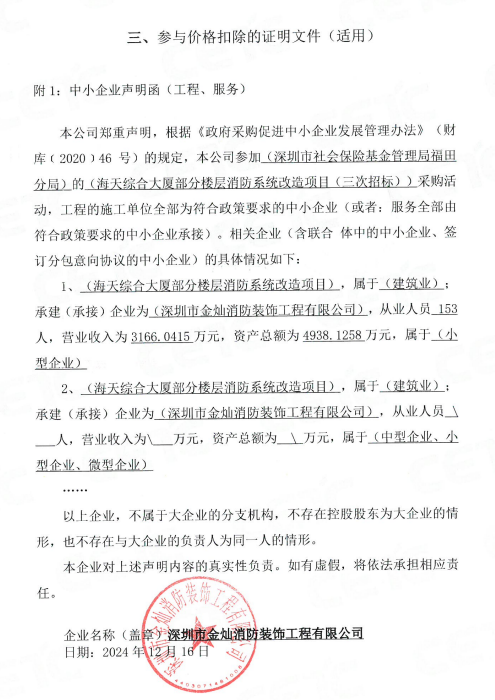 三、参与价格扣除的证明文件（适用）
附 1: 中小企业声明函（工程、服务）
本公司郑重声明，根据《政府采购促进中小企业发展管理办法》（财
库﹝2020﹞46 号）的规定，本公司参加（深圳市社会保险基金管理局福田
分局）的（海天综合大厦部分楼层消防系统改造项目（三次招标））采购活
动，工程的施工单位全部为符合政策要求的中小企业（或者：服务全部由
符合政策要求的中小企业承接）。相关企业（含联合 体中的中小企业、签
订分包意向协议的中小企业）的具体情况如下：
1、（海天综合大厦部分楼层消防系统改造项目），属于（建筑业）；
承建（承接）企业为（深圳市金灿消防装饰工程有限公司），从业人员 153
人，营业收入为 3166.0415 万元，资产总额为 4938.1258 万元，属于（小
型企业）
2、（海天综合大厦部分楼层消防系统改造项目），属于（建筑业）；
承建（承接）企业为（深圳市金灿消防装饰工程有限公司），从业人员 \
___人，营业收入为\___万元，资产总额为 _\_ 万元，属于（中型企业、小
型企业、微型企业）
……
以上企业，不属于大企业的分支机构，不存在控股股东为大企业的情
形，也不存在与大企业的负责人为同一人的情形。
本企业对上述声明内容的真实性负责。如有虚假，将依法承担相应责
任。
企业名称（盖章）深圳市金灿消防装饰工程有限公司
日期: 2024 年 12 月 16 日
深圳市金灿消防装饰工程有限公司